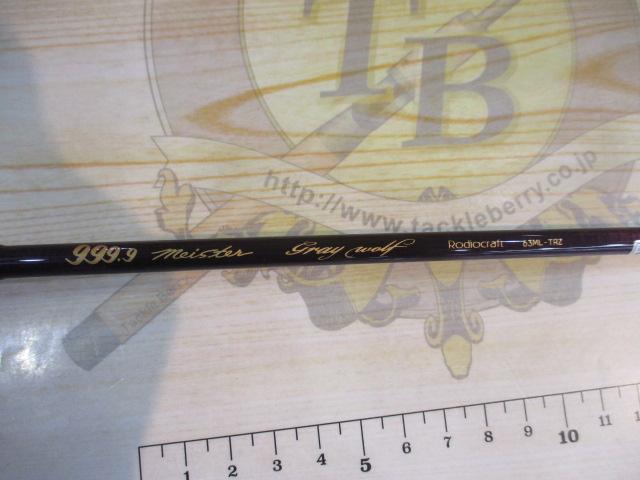 TB
http://www.tackleberry.co.jp
999.9 Meister Gray wolf Rodiocraft 63ML-TRZ
1 2 3 4 5 6 7 8 9 10 11